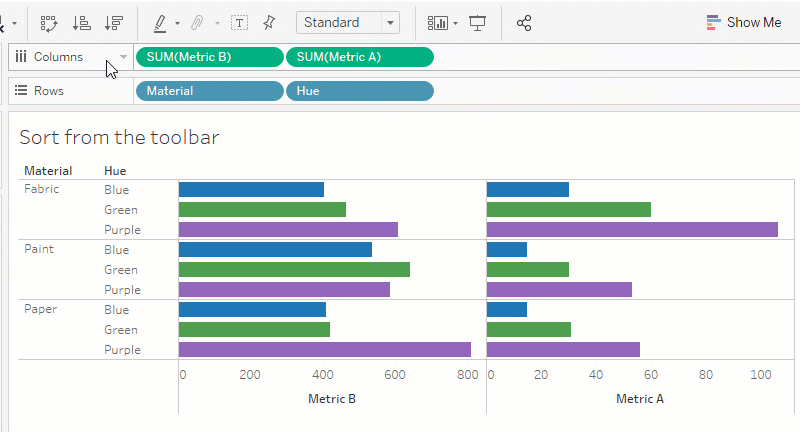 Standard
Show Me
Columns SUM(Metric B) SUM(Metric A)
Rows Material Hue
Sort from the toolbar
Material Hue
Fabric Blue
Green
Purple
Paint Blue
Green
Purple
Paper Blue
Green
Purple
0 200 400 600 800 0 20 40 60 80 100
Metric B Metric A